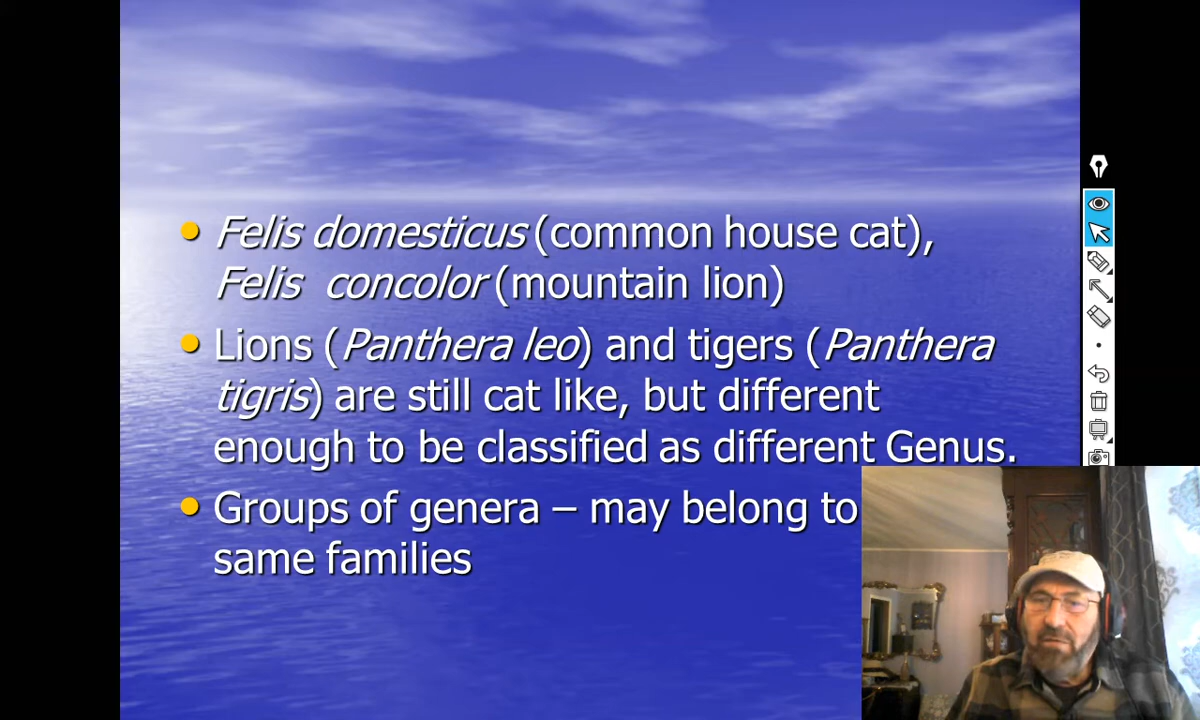 Felis domesticus (common house cat),
Felis concolor (mountain lion)
Lions (Panthera leo) and tigers (Panthera
tigris) are still cat like, but different
enough to be classified as different Genus.
Groups of genera – may belong to
same families